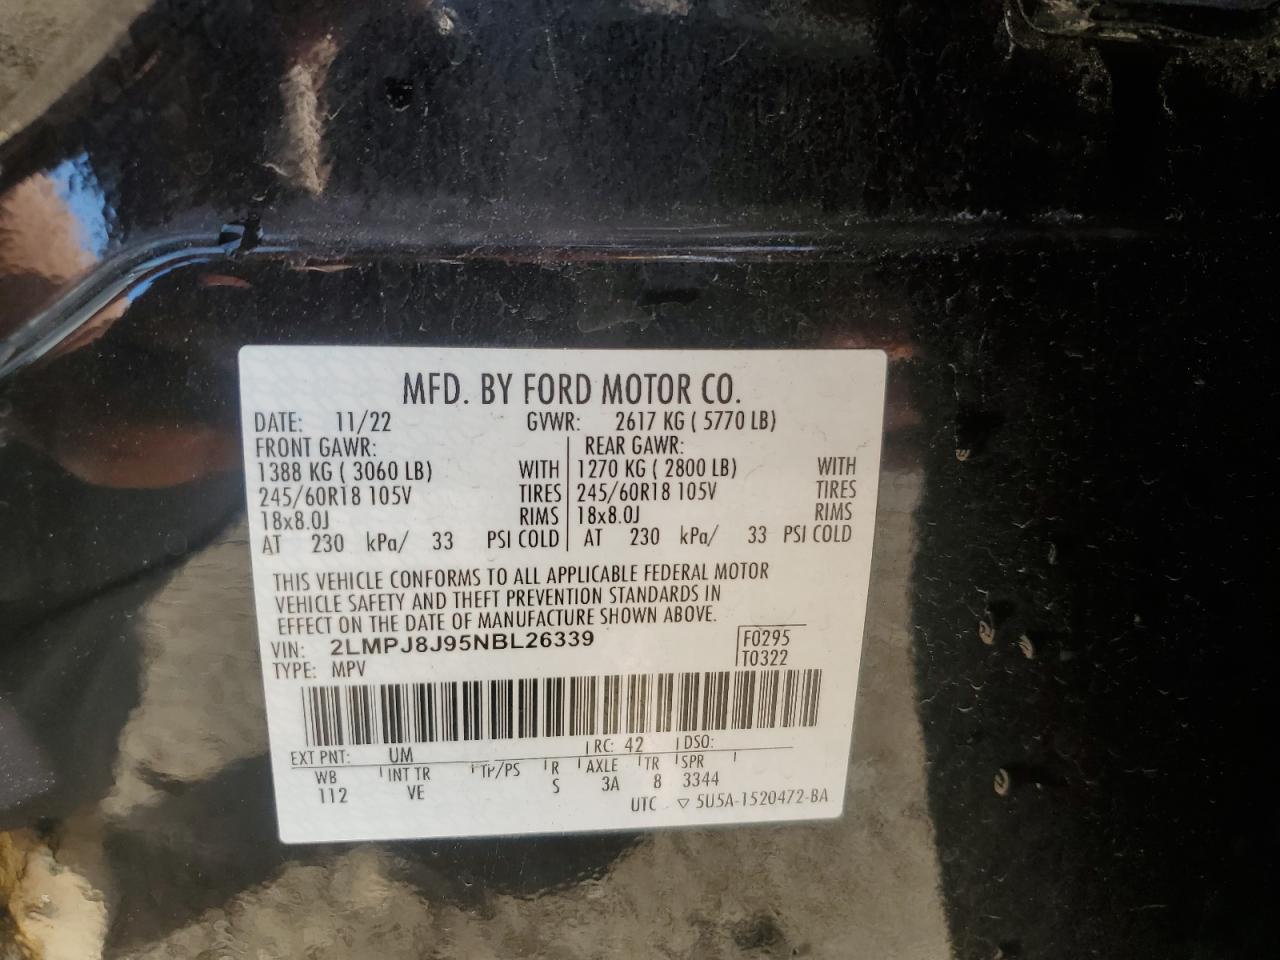 MFD. BY FORD MOTOR CO.
DATE: 11/22 GVWR: 2617 KG ( 5770 LB)
FRONT GAWR: REAR GAWR:
1388 KG ( 3060 LB) WITH 1270 KG ( 2800 LB) WITH
245/60R18 105V TIRES 245/60R18 105V TIRES
18x8.0J RIMS 18x8.0J RIMS
AT 230 kPa/ 33 PSI COLD AT 230 kPa/ 33 PSI COLD
THIS VEHICLE CONFORMS TO ALL APPLICABLE FEDERAL MOTOR
VEHICLE SAFETY AND THEFT PREVENTION STANDARDS IN
EFFECT ON THE DATE OF MANUFACTURE SHOWN ABOVE.
VIN: 2LMPJ8J95NBL26339 F0295
TYPE: MPV T0322
EXT PNT: UM RC: 42 DSO:
WB INT TR TP/PS R AXLE TR SPR
112 VE S 3A 8 3344
UTC ▽ 5U5A-1520472-BA